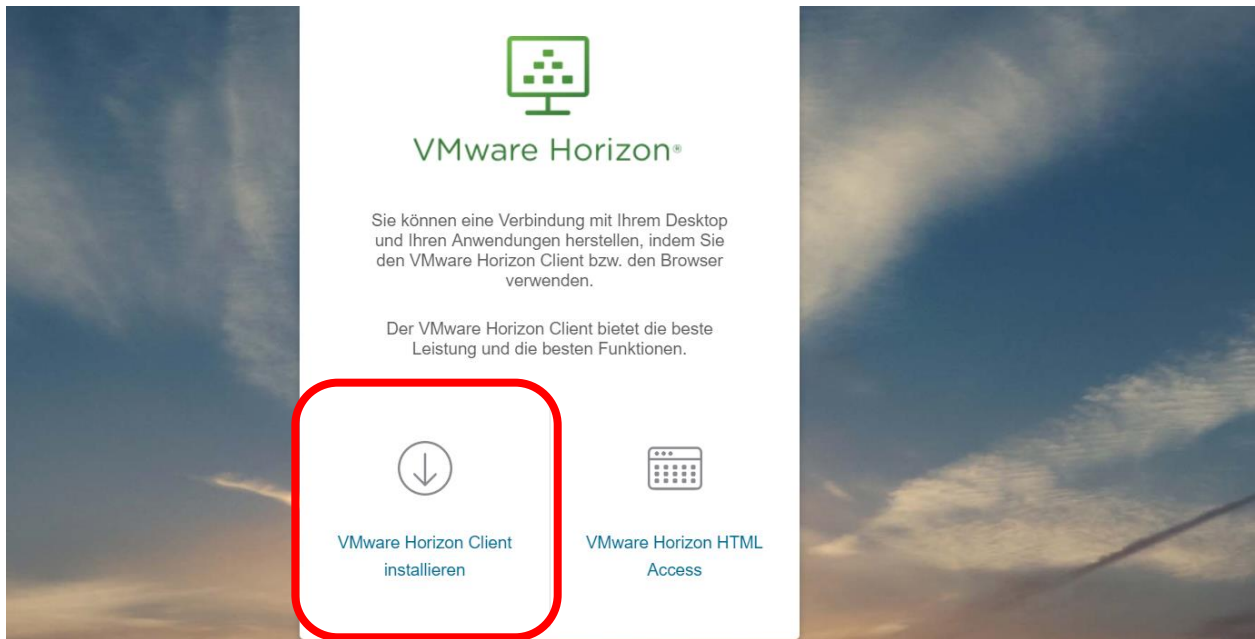 VMware Horizon®
Sie können eine Verbindung mit Ihrem Desktop
und Ihren Anwendungen herstellen, indem Sie
den VMware Horizon Client bzw. den Browser
verwenden.
Der VMware Horizon Client bietet die beste
Leistung und die besten Funktionen.
VMware Horizon Client
installieren
VMware Horizon HTML
Access